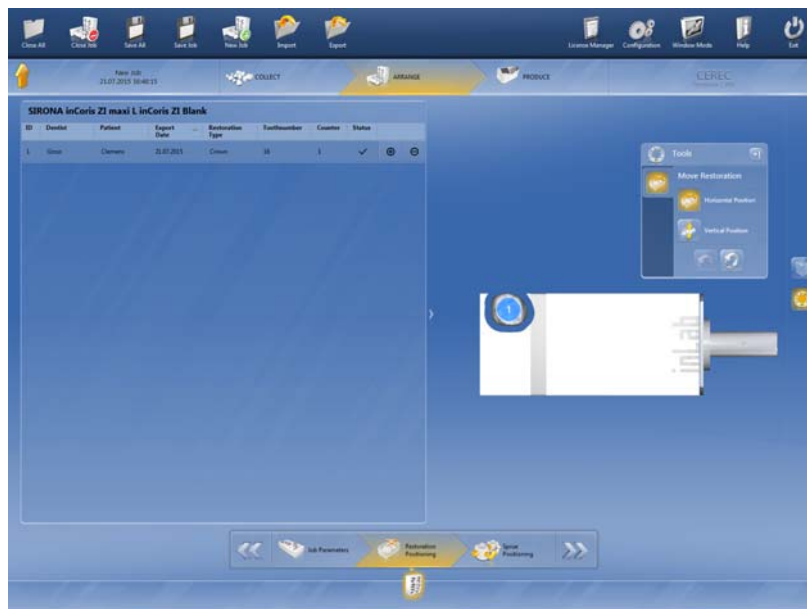 Close All
Close Job
Save All
Save Job
New Job
Import
Export
License Manager
Configuration
Window Mode
Help
Exit
New Job
21.07.2015 10:48:15
COLLECT
ARRANGE
PRODUCE
CEREC
SIRONA inCoris ZI maxi L inCoris ZI Blank
ID Dentist Patient Export Date ... Restoration Type Toothnumber Counter Status
1 Clemens 21.07.2015 Crown 16 1
Tools
Move Restoration
Horizontal Position
Vertical Position
1
inLab
Job Parameters
Restoration Positioning
Sprue Positioning